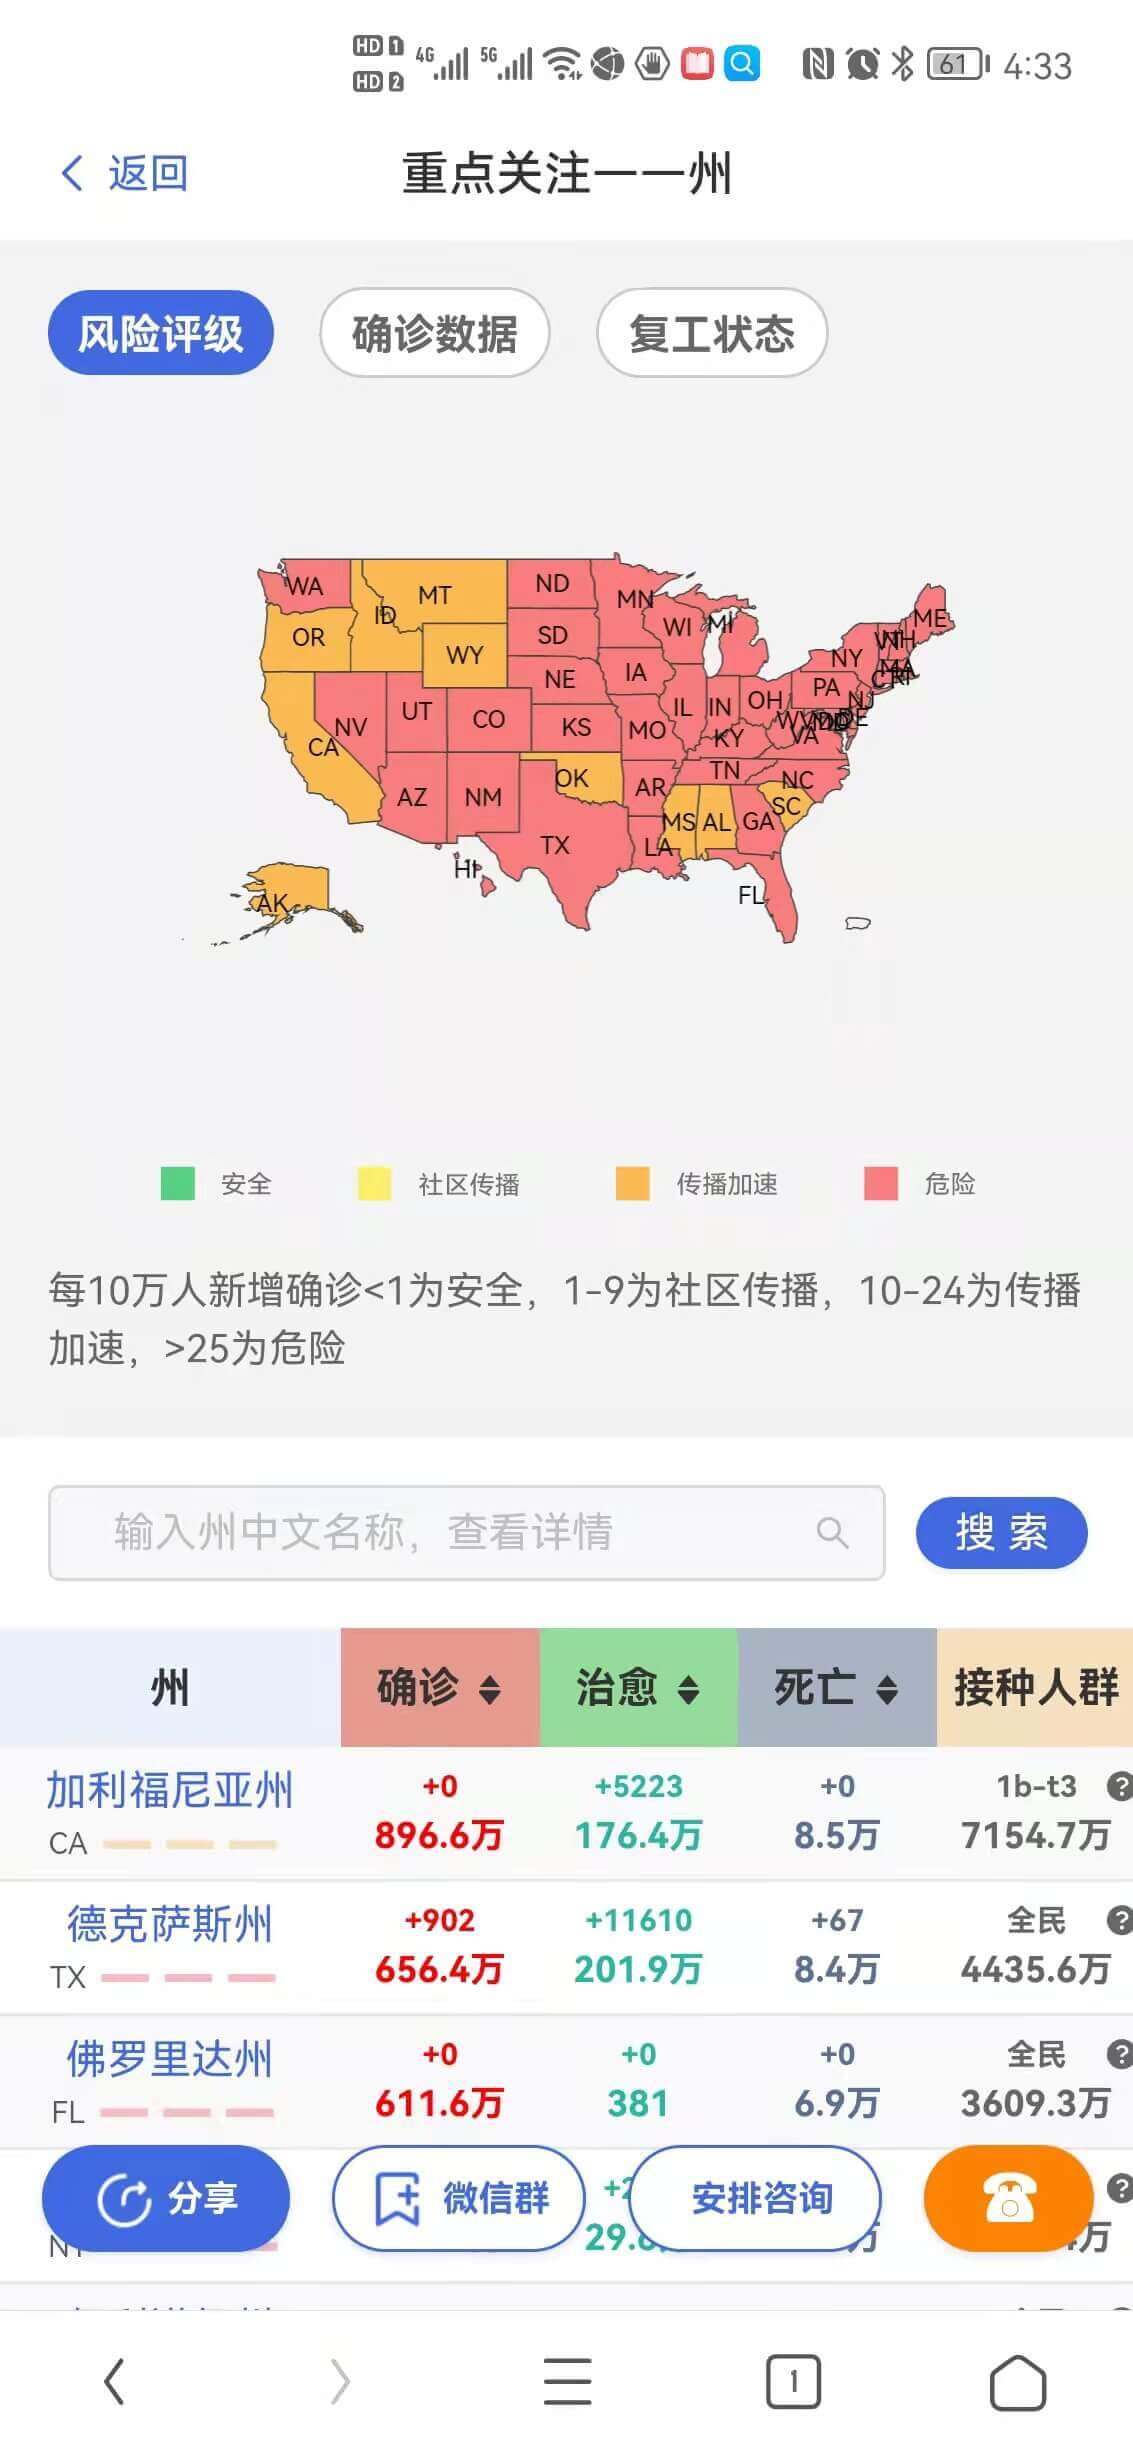 HD 1 4G 5G 61 4:33
HD 2
返回
重点关注——州
风险评级 确诊数据 复工状态
WA
MT
ND
MN
ID
OR
SD
WI
MI
ME
VT
NH
WY
NE
IA
NY
MA
CT
RI
PA
NV
UT
CO
KS
MO
IL
IN
OH
NJ
WV
MD
DE
VA
KY
CA
AZ
NM
OK
AR
TN
NC
SC
MS
AL
GA
TX
LA
HI
FL
AK
安全 社区传播 传播加速 危险
每10万人新增确诊<1为安全，1-9为社区传播，10-24为传播
加速，>25为危险
输入州中文名称，查看详情 搜 索
州 确诊 治愈 死亡 接种人群
加利福尼亚州 +0 +5223 +0 1b-t3 ?
CA 896.6万 176.4万 8.5万 7154.7万
德克萨斯州 +902 +11610 +67 全民 ?
TX 656.4万 201.9万 8.4万 4435.6万
佛罗里达州 +0 +0 +0 全民 ?
FL 611.6万 381 6.9万 3609.3万
分享 微信群 安排咨询 ?
29. 万 万
1